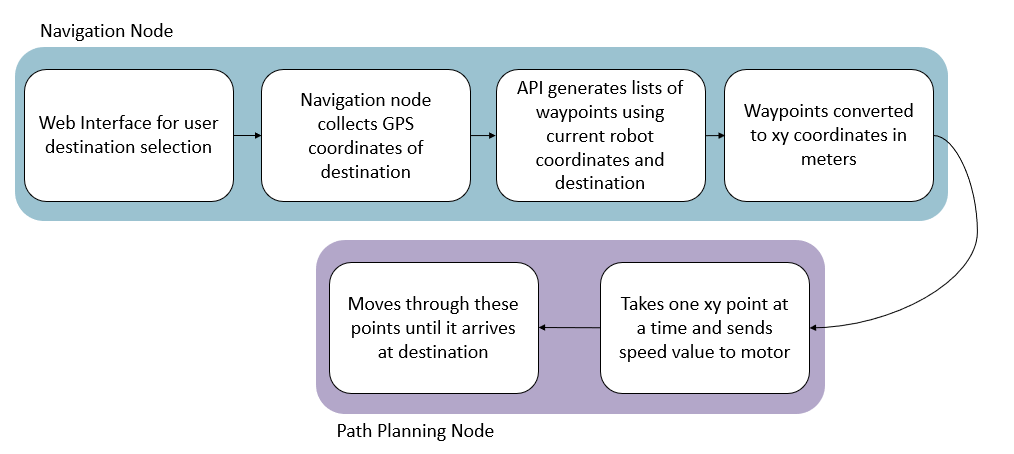 Navigation Node
Web Interface for user
destination selection
Navigation node
collects GPS
coordinates of
destination
API generates lists of
waypoints using
current robot
coordinates and
destination
Waypoints converted
to xy coordinates in
meters
Takes one xy point at
a time and sends
speed value to motor
Moves through these
points until it arrives
at destination
Path Planning Node